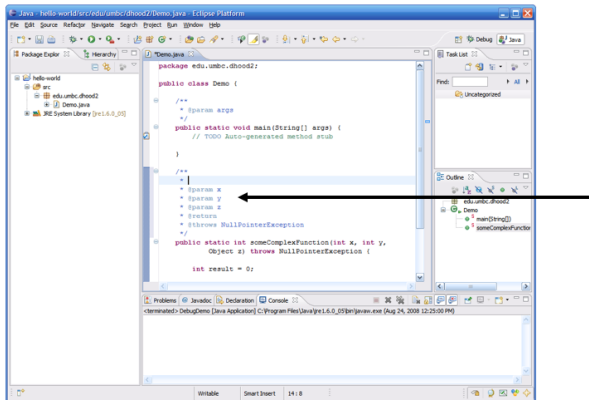 Java - hello-world/src/edu/umbc/dhood2/Demo.java - Eclipse Platform
File Edit Source Refactor Navigate Search Project Run Window Help
Debug Java
Package Explor Hierarchy
*Demo.java
Task List
hello-world
src
edu.umbc.dhood2
Demo.java
JRE System Library [jre1.6.0_05]
package edu.umbc.dhood2;
public class Demo {
/**
* @param args
*/
public static void main(String[] args) {
// TODO Auto-generated method stub
}
/**
*
* @param x
* @param y
* @param z
* @return
* @throws NullPointerException
*/
public static int someComplexFunction(int x, int y,
Object z) throws NullPointerException {
int result = 0;
Find: All
Uncategorized
Outline
edu.umbc.dhood2
Demo
main(String[])
someComplexFunction
Problems Javadoc Declaration Console
<terminated> DebugDemo [Java Application] C:\Program Files\Java\jre1.6.0_05\bin\javaw.exe (Aug 24, 2008 12:25:00 PM)
Writable Smart Insert 14 : 8